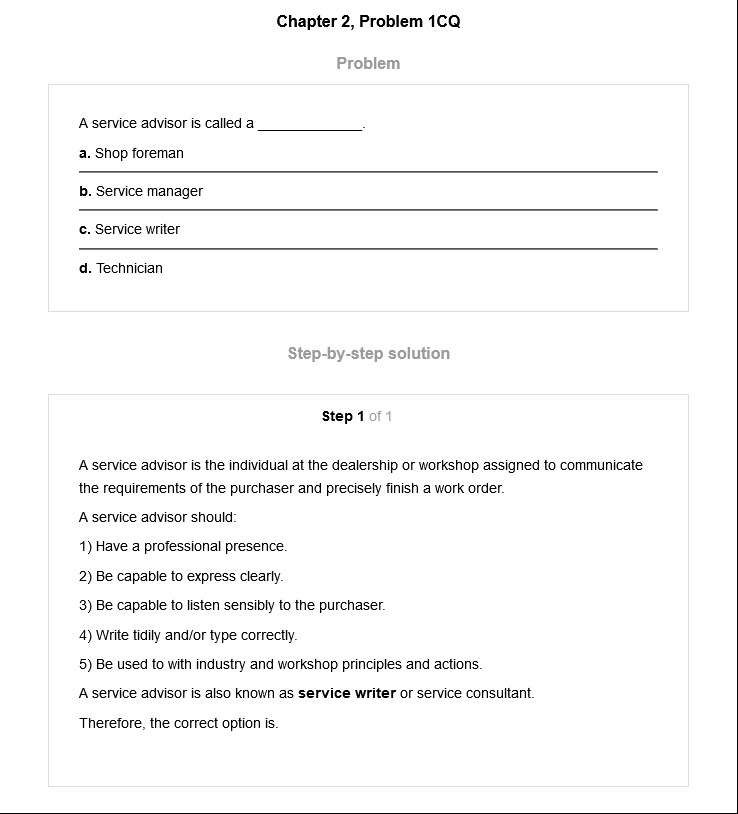 Chapter 2, Problem 1CQ
Problem
A service advisor is called a ______________.
a. Shop foreman
b. Service manager
c. Service writer
d. Technician
Step-by-step solution
Step 1 of 1
A service advisor is the individual at the dealership or workshop assigned to communicate
the requirements of the purchaser and precisely finish a work order.
A service advisor should:
1) Have a professional presence.
2) Be capable to express clearly.
3) Be capable to listen sensibly to the purchaser.
4) Write tidily and/or type correctly.
5) Be used to with industry and workshop principles and actions.
A service advisor is also known as service writer or service consultant.
Therefore, the correct option is.